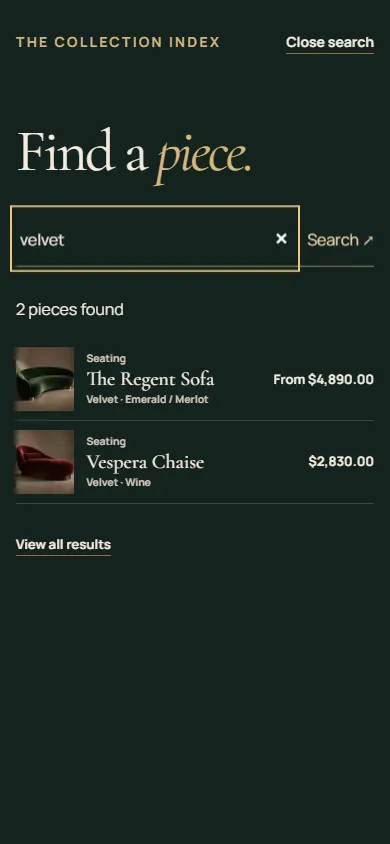 THE COLLECTION INDEX Close search
Find a piece.
velvet × Search ↗
2 pieces found
Seating
The Regent Sofa From $4,890.00
Velvet · Emerald / Merlot
Seating
Vespera Chaise $2,830.00
Velvet · Wine
View all results